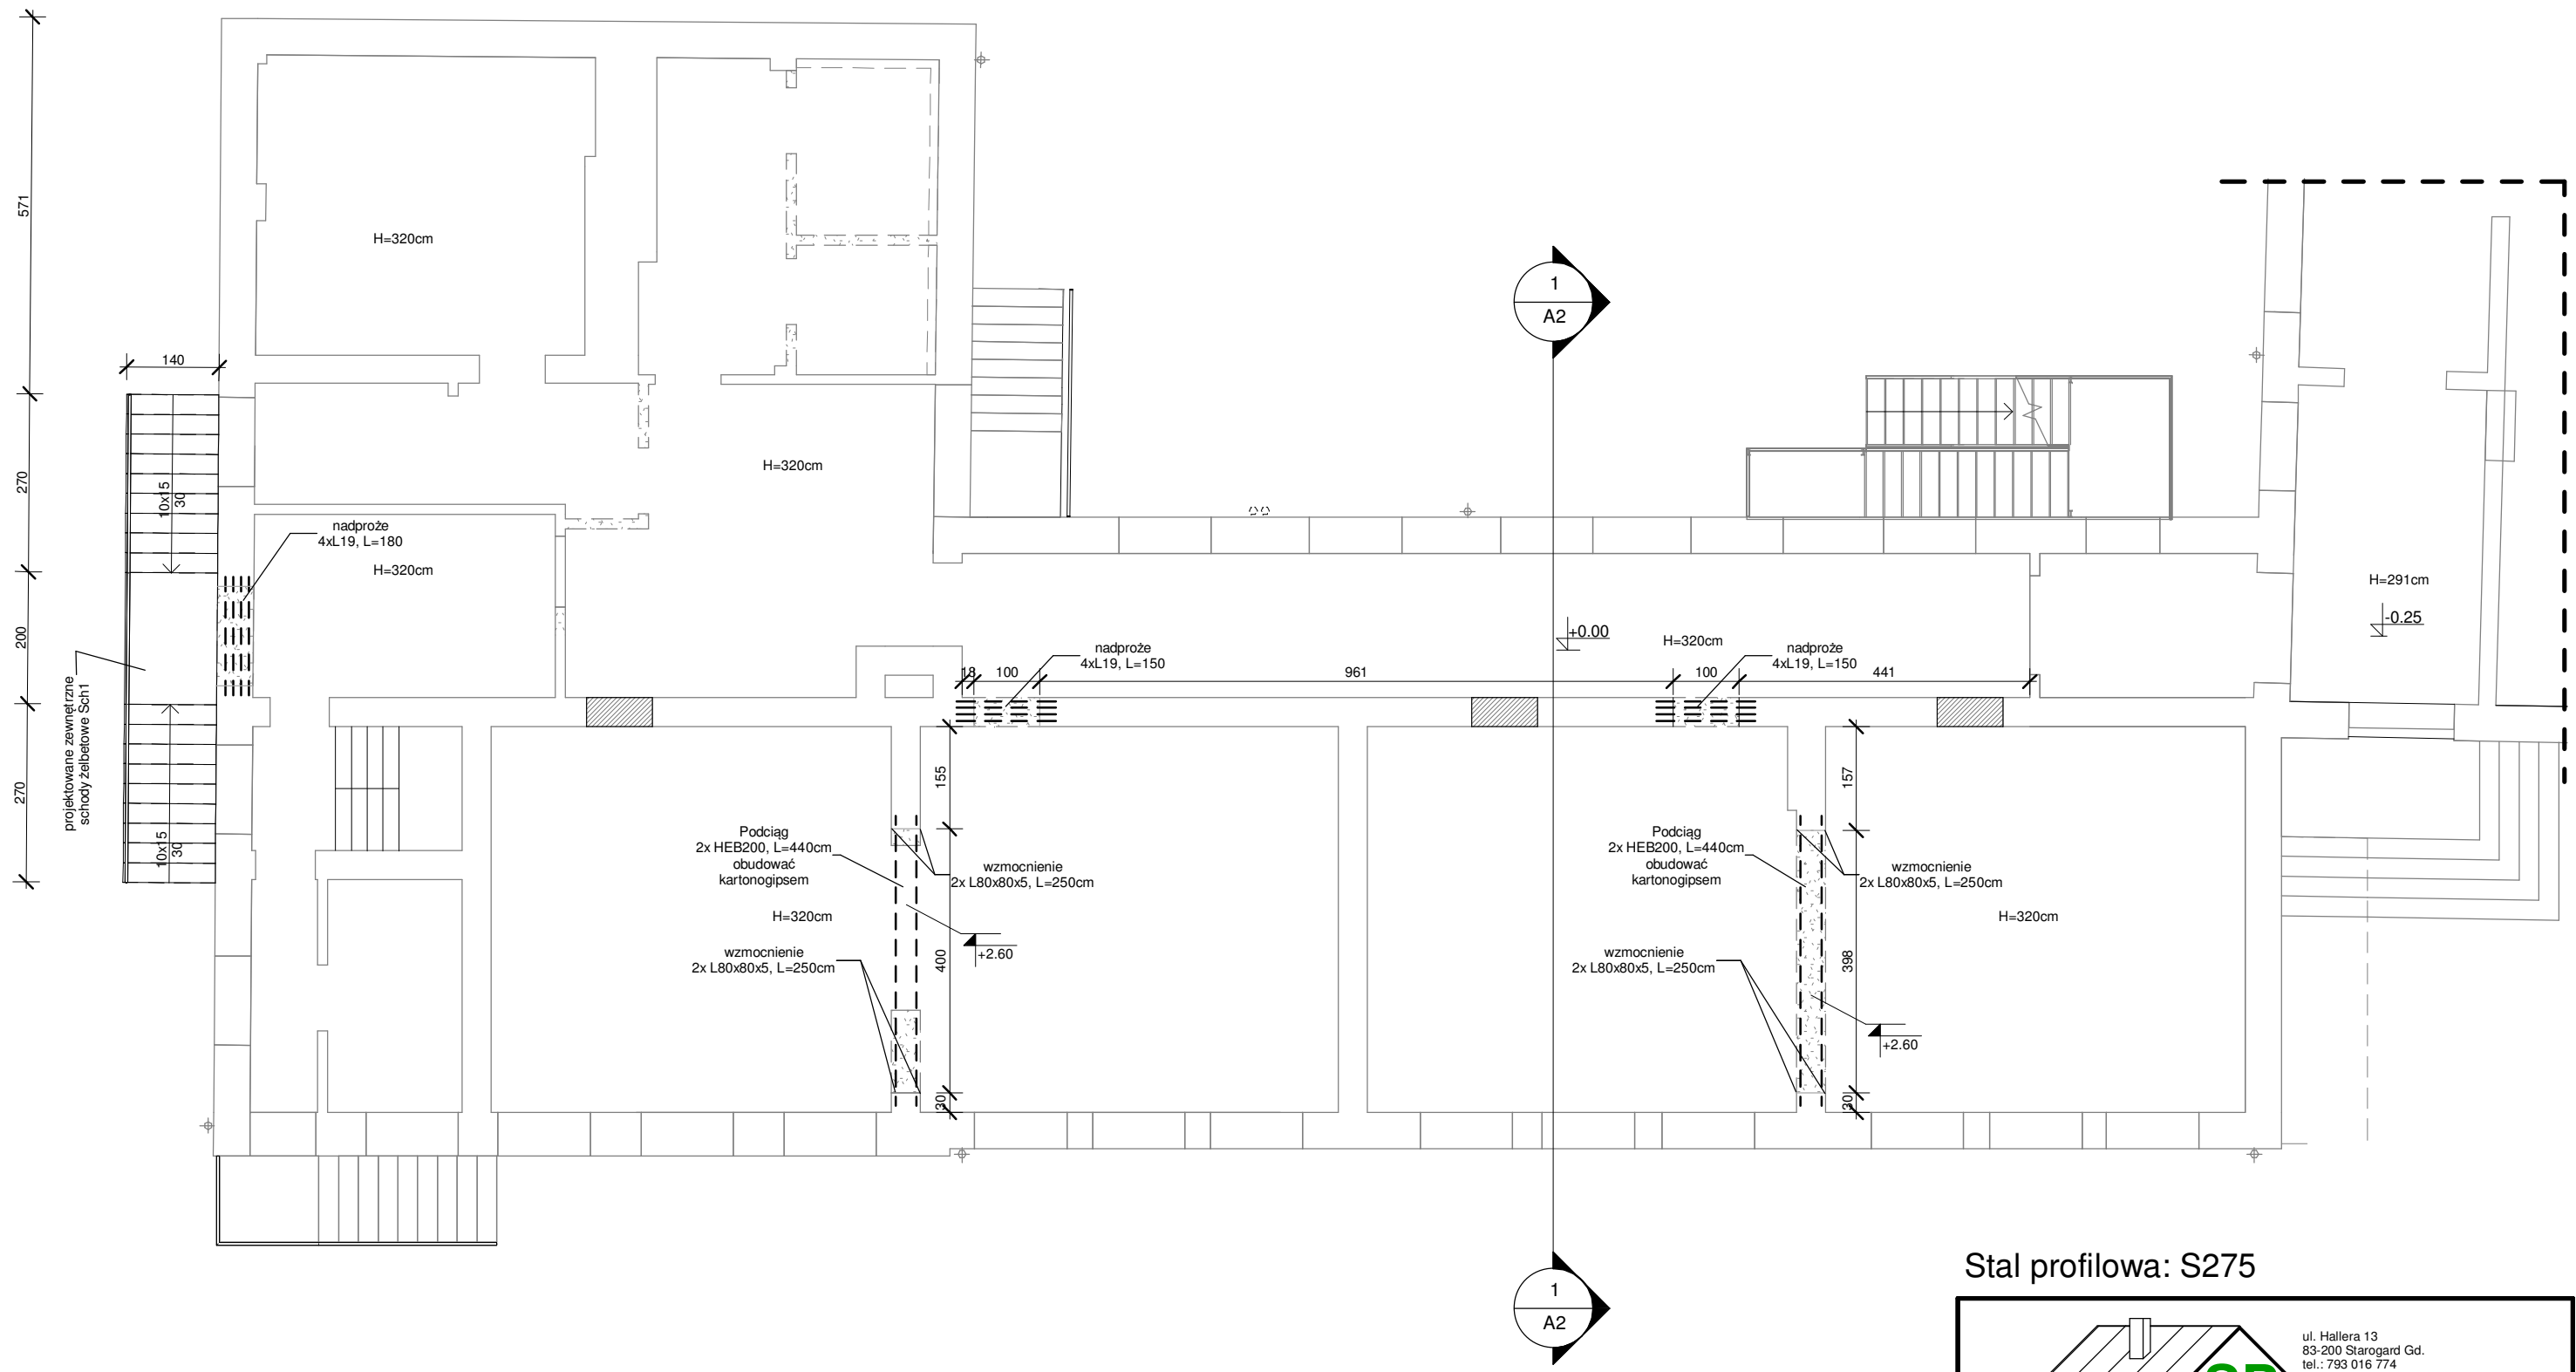 571
H=320cm
1
A2
140
270
10x15
30
H=320cm
nadproże
4xL19, L=180
H=320cm
H=291cm
-0.25
200
+0.00
H=320cm
nadproże
4xL19, L=150
nadproże
4xL19, L=150
18
100
961
100
441
projektowane zewnętrzne
schody żelbetowe Sch1
270
10x15
30
155
157
Podciąg
2x HEB200, L=440cm
obudować
kartonogipsem
wzmocnienie
2x L80x80x5, L=250cm
Podciąg
2x HEB200, L=440cm
obudować
kartonogipsem
wzmocnienie
2x L80x80x5, L=250cm
H=320cm
H=320cm
wzmocnienie
2x L80x80x5, L=250cm
+2.60
400
wzmocnienie
2x L80x80x5, L=250cm
398
+2.60
30
30
Stal profilowa: S275
1
A2
ul. Hallera 13
83-200 Starogard Gd.
tel.: 793 016 774